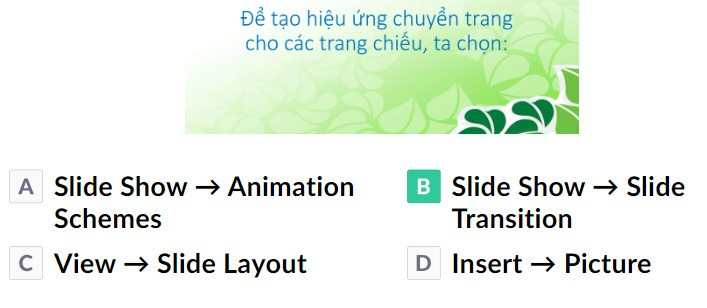 Để tạo hiệu ứng chuyển trang
cho các trang chiếu, ta chọn:
A Slide Show → Animation
Schemes
B Slide Show → Slide
Transition
C View → Slide Layout
D Insert → Picture